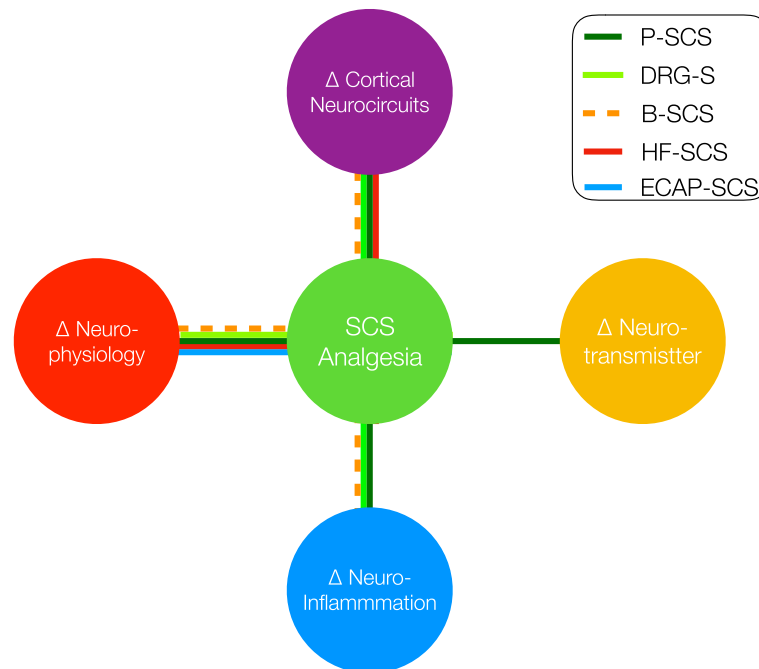 Δ Cortical
Neurocircuits
P-SCS
DRG-S
B-SCS
HF-SCS
ECAP-SCS
Δ Neuro-
physiology
SCS
Analgesia
Δ Neuro-
transmistter
Δ Neuro-
Inflammmation